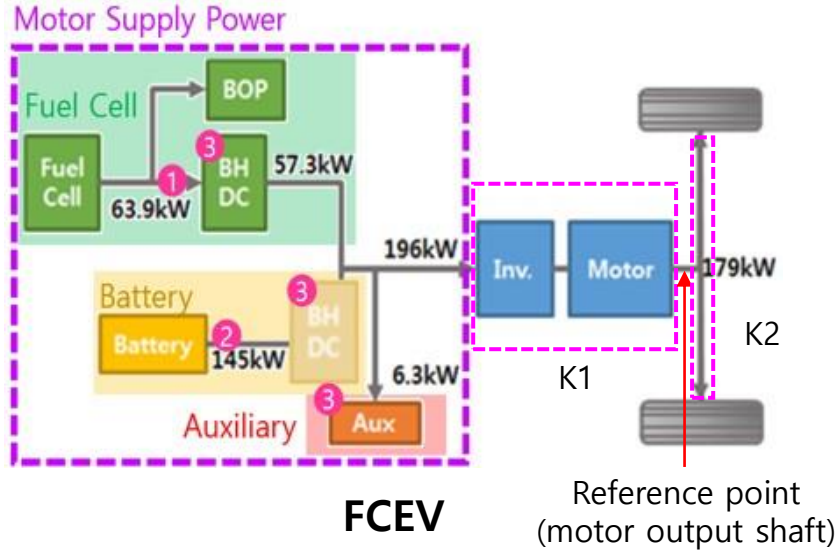 Motor Supply Power
Fuel Cell
BOP
Fuel
Cell
1
63.9kW
3
BH
DC
57.3kW
196kW
Inv.
Motor
179kW
K1
K2
Battery
Battery
2
145kW
3
BH
DC
6.3kW
Auxiliary
3
Aux
FCEV
Reference point
(motor output shaft)